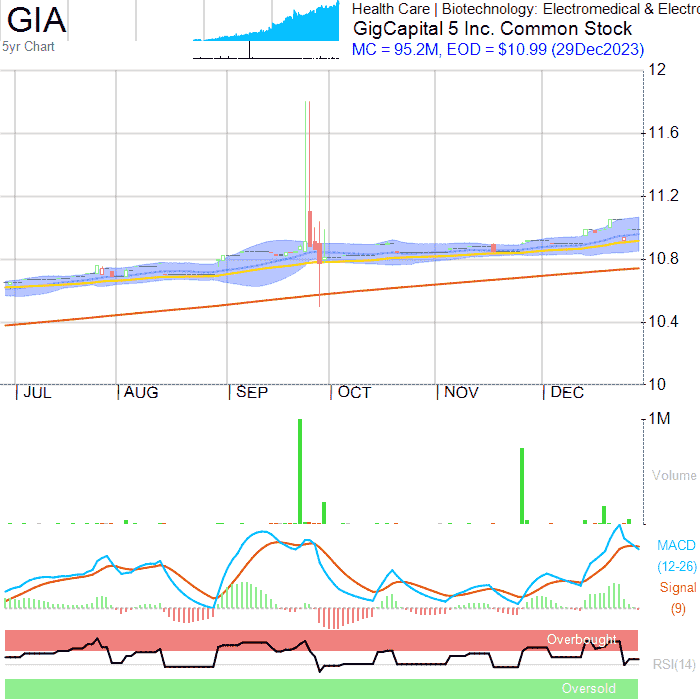 GIA
5yr Chart
Health Care | Biotechnology: Electromedical & Electro
GigCapital 5 Inc. Common Stock
MC = 95.2M, EOD = $10.99 (29Dec2023)
12
11.6
11.2
10.8
10.4
10
JUL AUG SEP OCT NOV DEC
1M
Volume
MACD
(12-26)
Signal
(9)
Overbought
RSI(14)
Oversold